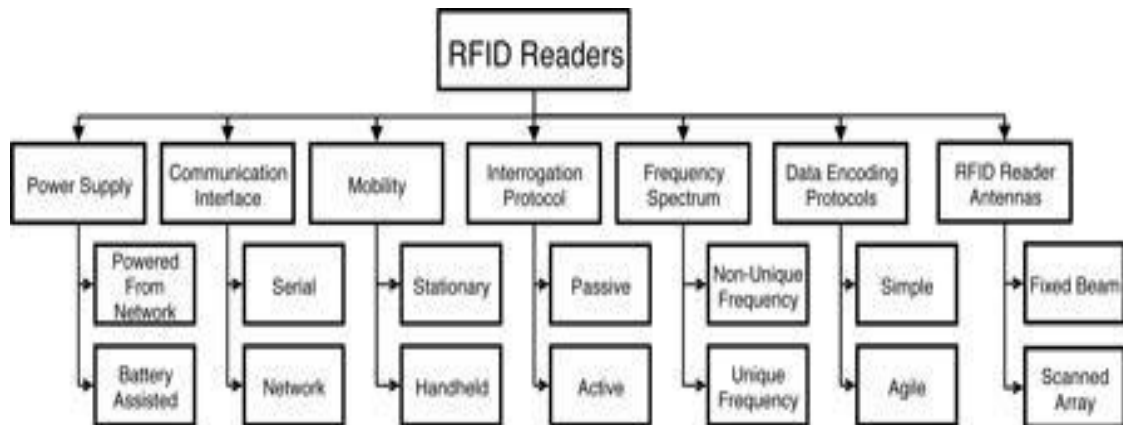 RFID Readers
Power Supply
Communication
Interface
Mobility
Interrogation
Protocol
Frequency
Spectrum
Data Encoding
Protocols
RFID Reader
Antennas
Powered
From
Network
Serial
Stationary
Passive
Non-Unique
Frequency
Simple
Fixed Beam
Battery
Assisted
Network
Handheld
Active
Unique
Frequency
Agile
Scanned
Array